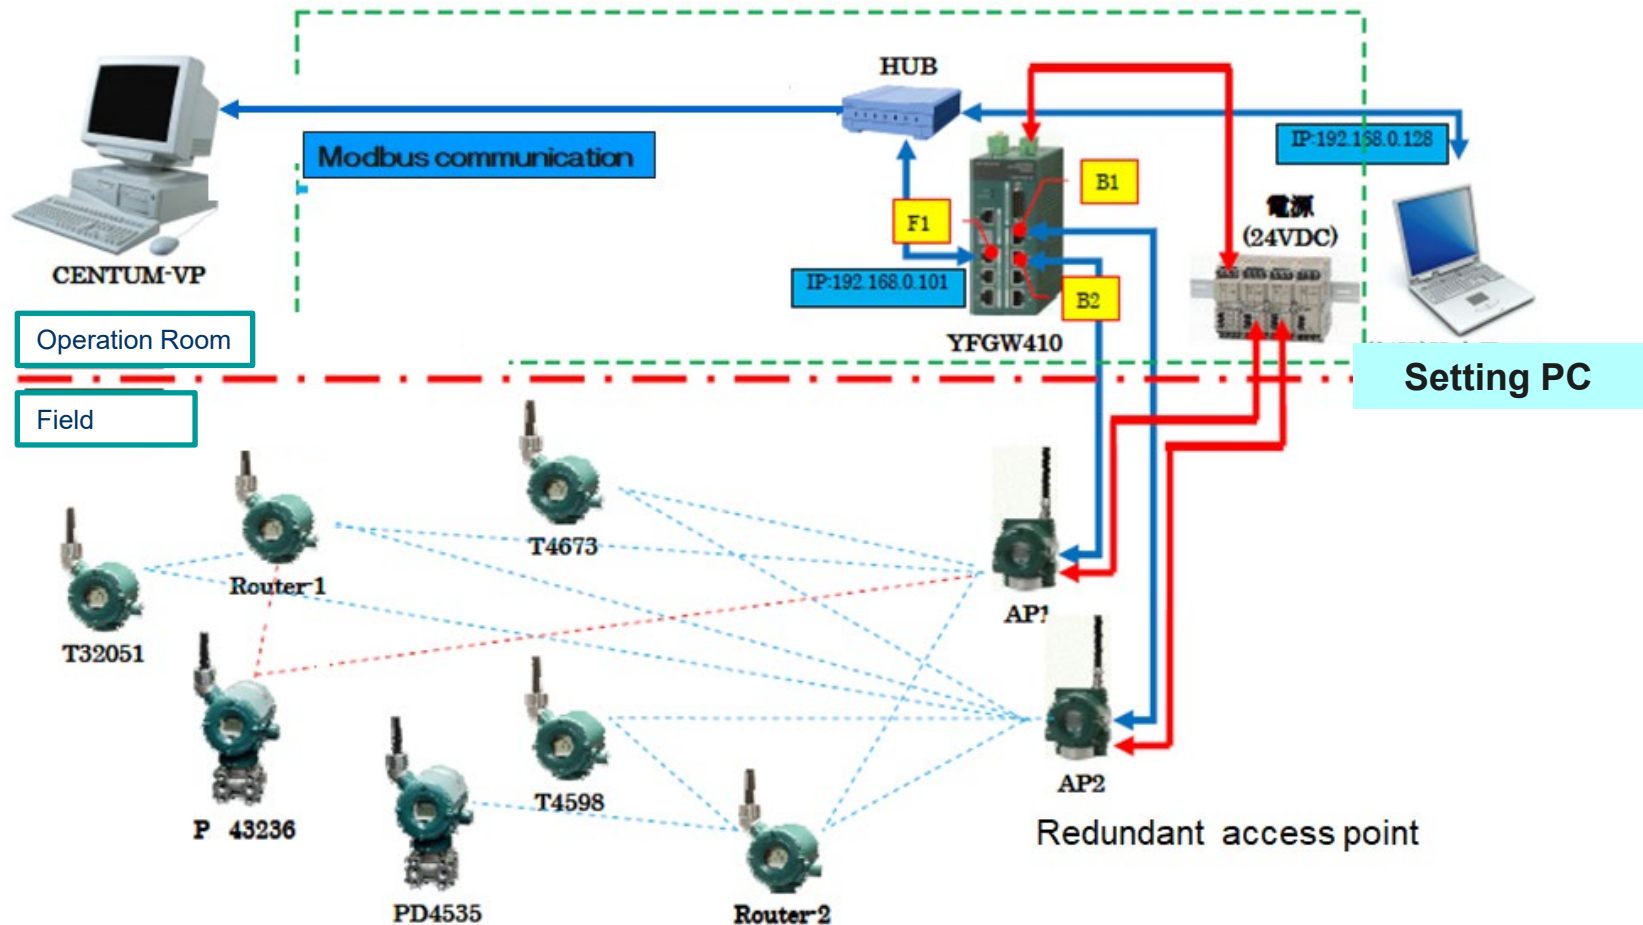 HUB
IP:192.168.0.128
Modbus communication
B1
F1
電源
(24VDC)
CENTUM-VP
IP:192.168.0.101
B2
YFGW410
Operation Room
Setting PC
Field
T4673
Router-1
AP1
T32051
T4598
AP2
P 43236
Redundant access point
PD4535
Router-2